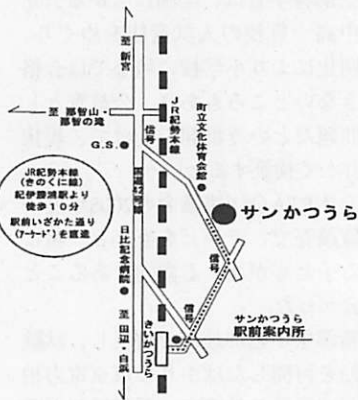 至 新宮
至 那智山・
那智の滝
信号
G.S.
JR紀勢本線
町立文化体育会館
JR紀勢本線
(きのくに線)
紀伊勝浦駅より
徒歩10分
駅前いざかた通り
(アーケード)を直進
国道42号線
サンかつうら
日比記念病院
信号
信号
至 田辺・白浜
きいかつうら
サンかつうら
駅前案内所